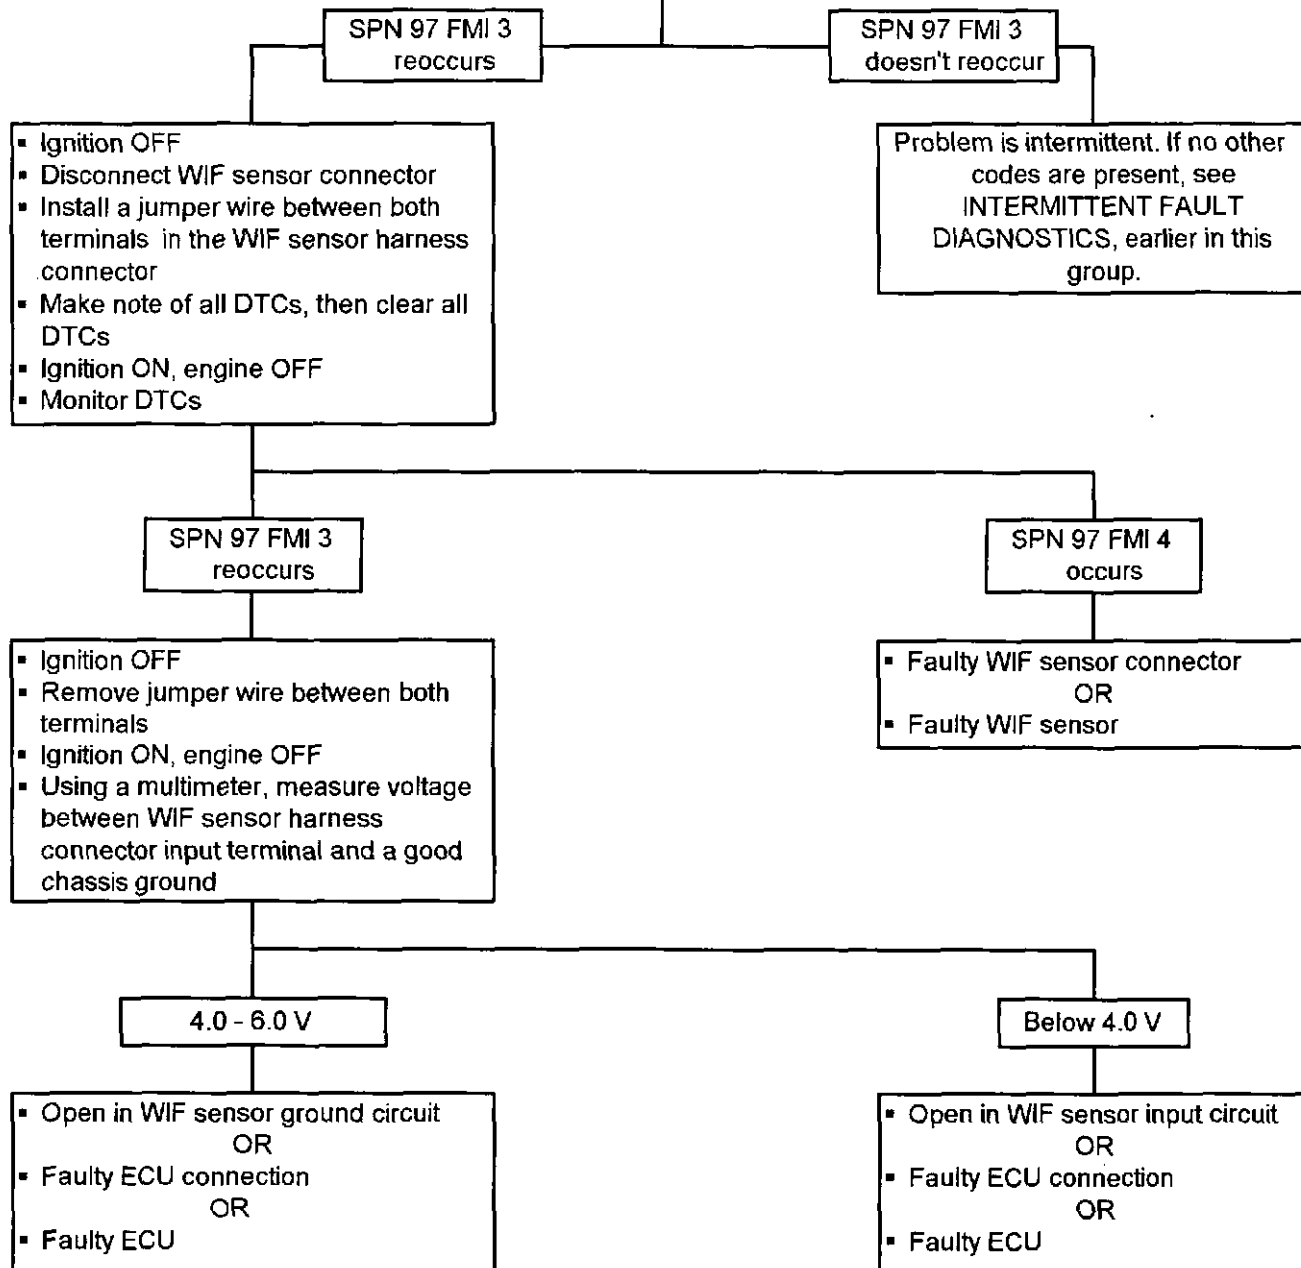 SPN 97 FMI 3
reoccurs
SPN 97 FMI 3
doesn't reoccur
▪ Ignition OFF
▪ Disconnect WIF sensor connector
▪ Install a jumper wire between both
terminals in the WIF sensor harness
connector
▪ Make note of all DTCs, then clear all
DTCs
▪ Ignition ON, engine OFF
▪ Monitor DTCs
Problem is intermittent. If no other
codes are present, see
INTERMITTENT FAULT
DIAGNOSTICS, earlier in this
group.
SPN 97 FMI 3
reoccurs
SPN 97 FMI 4
occurs
▪ Ignition OFF
▪ Remove jumper wire between both
terminals
▪ Ignition ON, engine OFF
▪ Using a multimeter, measure voltage
between WIF sensor harness
connector input terminal and a good
chassis ground
▪ Faulty WIF sensor connector
OR
▪ Faulty WIF sensor
4.0 - 6.0 V
Below 4.0 V
▪ Open in WIF sensor ground circuit
OR
▪ Faulty ECU connection
OR
▪ Faulty ECU
▪ Open in WIF sensor input circuit
OR
▪ Faulty ECU connection
OR
▪ Faulty ECU